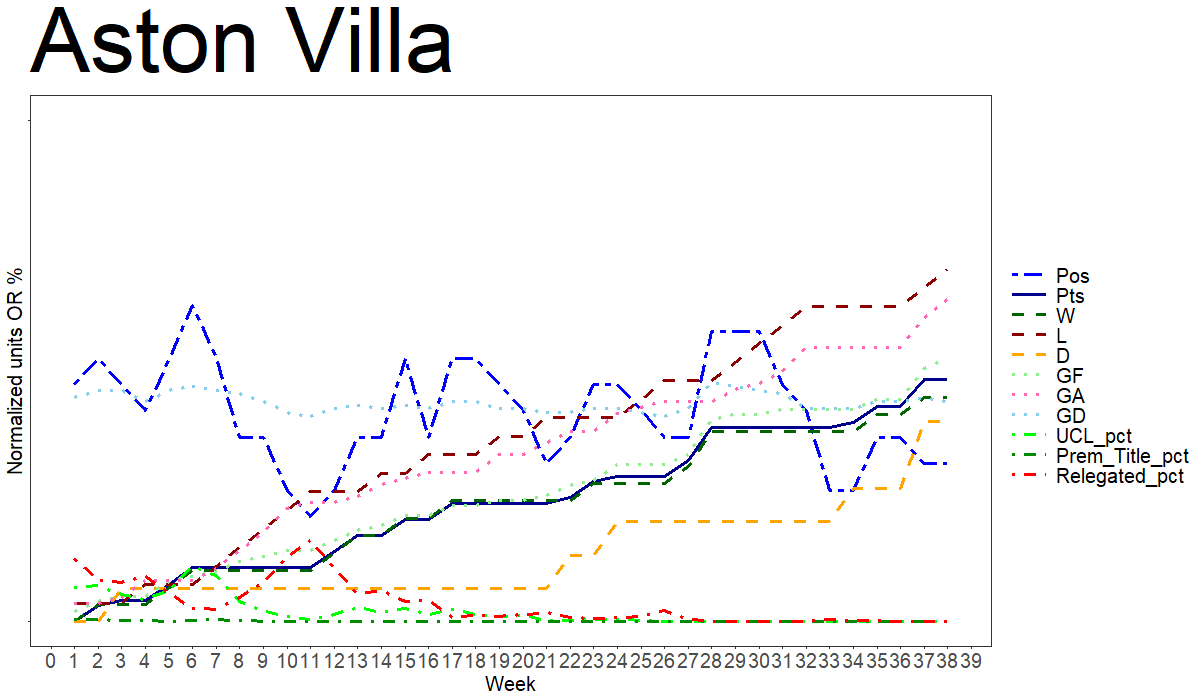 Aston Villa
Normalized units OR %
Pos
Pts
W
L
D
GF
GA
GD
UCL_pct
Prem_Title_pct
Relegated_pct
0 1 2 3 4 5 6 7 8 9 10 11 12 13 14 15 16 17 18 19 20 21 22 23 24 25 26 27 28 29 30 31 32 33 34 35 36 37 38 39
Week